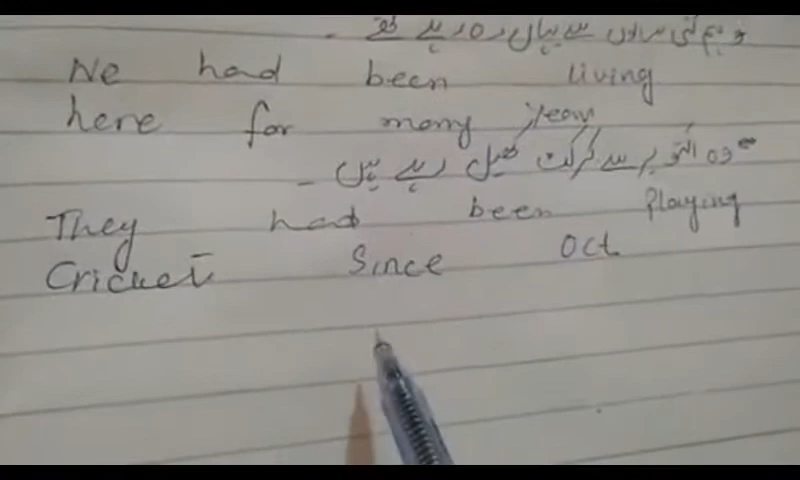 ہم کئی سالوں سے یہاں رہ رہے تھے ۔
We had been living
here for many years
وہ اکتوبر سے کرکٹ کھیل رہے ہیں ۔
They had been Playing
Cricket Since Oct